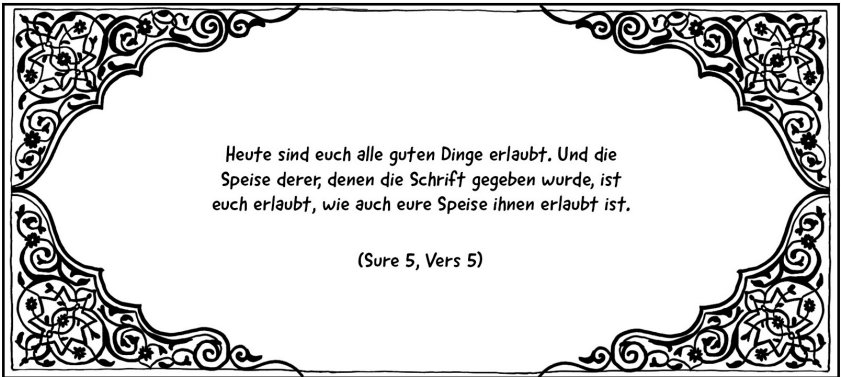 Heute sind euch alle guten Dinge erlaubt. Und die
Speise derer, denen die Schrift gegeben wurde, ist
euch erlaubt, wie auch eure Speise ihnen erlaubt ist.
(Sure 5, Vers 5)